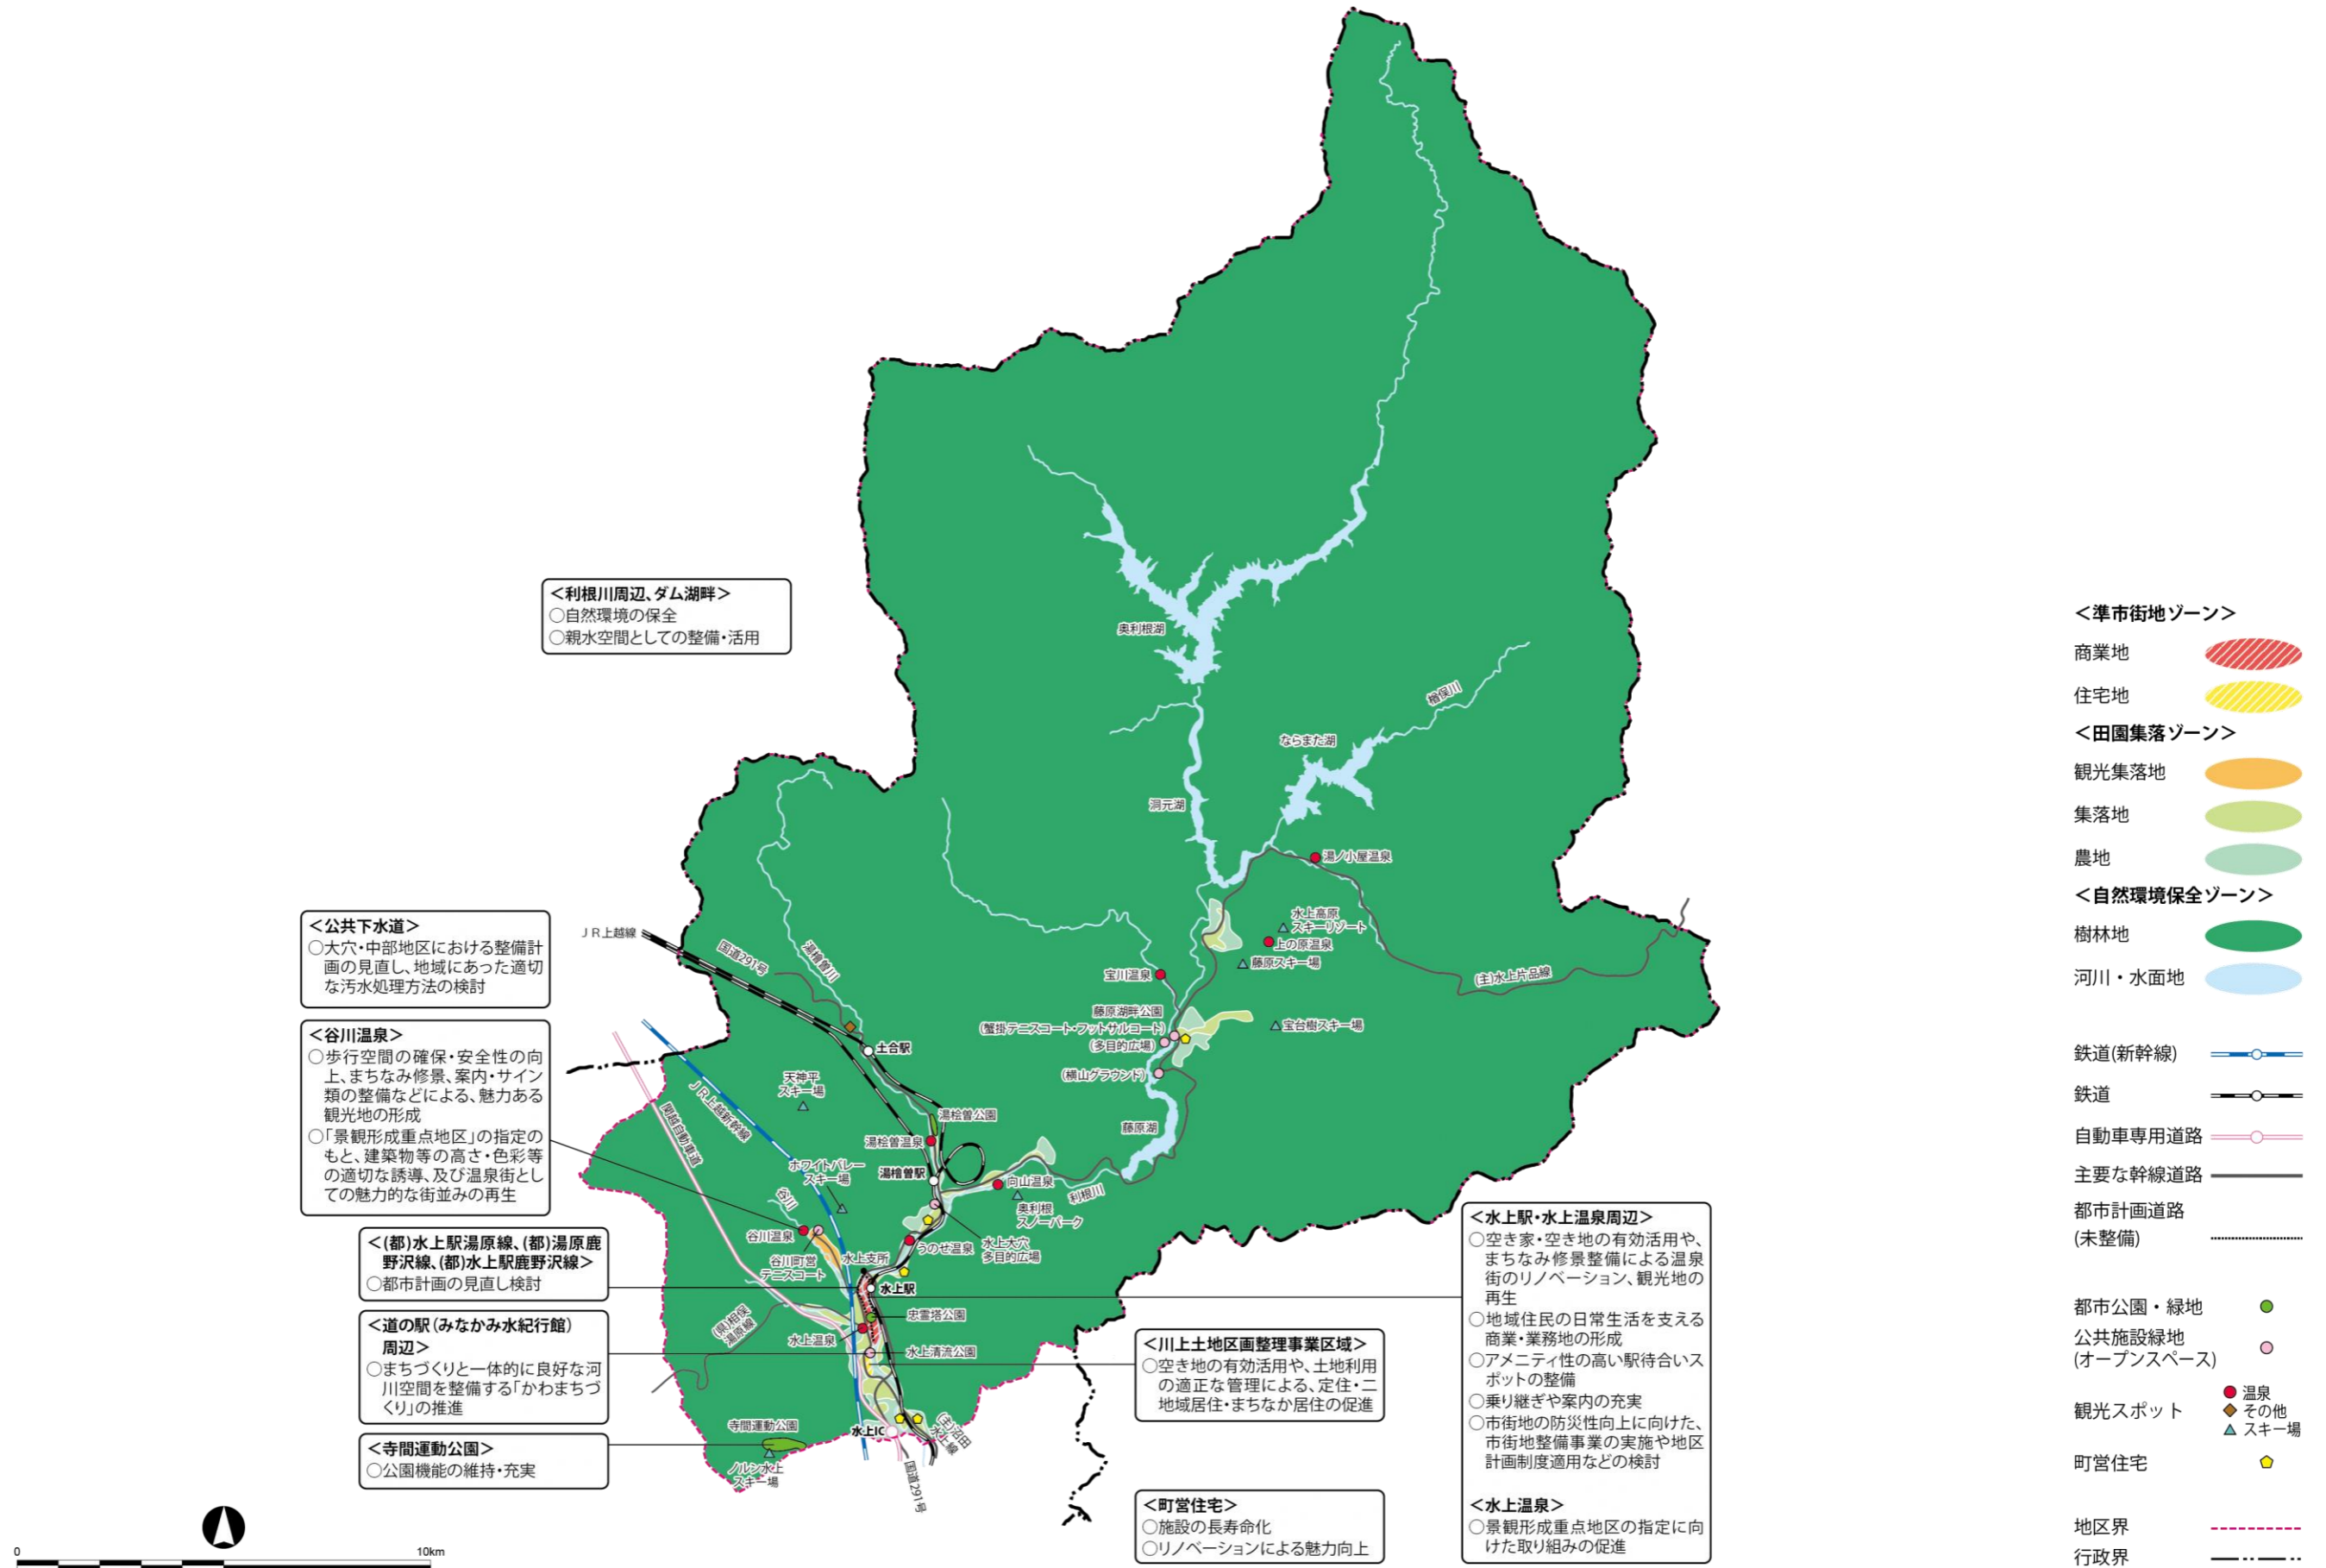 ＜利根川周辺、ダム湖畔＞
○自然環境の保全
○親水空間としての整備・活用
＜公共下水道＞
○大穴・中部地区における整備計
画の見直し、地域にあった適切
な汚水処理方法の検討
＜谷川温泉＞
○歩行空間の確保・安全性の向
上、まちなみ修景、案内・サイン
類の整備などによる、魅力ある
観光地の形成
○「景観形成重点地区」の指定の
もと、建築物等の高さ・色彩等
の適切な誘導、及び温泉街とし
ての魅力的な街並みの再生
＜(都)水上駅湯原線、(都)湯原鹿
野沢線、(都)水上駅鹿野沢線＞
○都市計画の見直し検討
＜道の駅（みなかみ水紀行館）
周辺＞
○まちづくりと一体的に良好な河
川空間を整備する「かわまちづ
くり」の推進
＜寺間運動公園＞
○公園機能の維持・充実
0
10km
奥利根湖
楢俣川
ならまた湖
洞元湖
湯ノ小屋温泉
水上高原
スキーリゾート
上の原温泉
藤原スキー場
(主)水上片品線
宝川温泉
藤原湖畔公園
(蟹掛テニスコート・フットサルコート)
(多目的広場)
宝台樹スキー場
(横山グラウンド)
藤原湖
ＪＲ上越線
国道291号
湯檜曽川
土合駅
天神平
スキー場
ＪＲ上越新幹線
関越自動車道
湯桧曽公園
湯桧曽温泉
湯檜曽駅
ホワイトバレー
スキー場
向山温泉
利根川
奥利根
スノーパーク
谷川
谷川温泉
谷川町営
テニスコート
水上支所
うのせ温泉
水上大穴
多目的広場
水上駅
忠霊塔公園
(県)相俣
湯原線
水上温泉
水上清流公園
寺間運動公園
水上IC
(主)沼田
水上線
ノルン水上
スキー場
国道291号
＜川上土地区画整理事業区域＞
○空き地の有効活用や、土地利用
の適正な管理による、定住・二
地域居住・まちなか居住の促進
＜町営住宅＞
○施設の長寿命化
○リノベーションによる魅力向上
＜水上駅・水上温泉周辺＞
○空き家・空き地の有効活用や、
まちなみ修景整備による温泉
街のリノベーション、観光地の
再生
○地域住民の日常生活を支える
商業・業務地の形成
○アメニティ性の高い駅待合いス
ポットの整備
○乗り継ぎや案内の充実
○市街地の防災性向上に向けた、
市街地整備事業の実施や地区
計画制度適用などの検討
＜水上温泉＞
○景観形成重点地区の指定に向
けた取り組みの促進
＜準市街地ゾーン＞
商業地
住宅地
＜田園集落ゾーン＞
観光集落地
集落地
農地
＜自然環境保全ゾーン＞
樹林地
河川・水面地
鉄道(新幹線)
鉄道
自動車専用道路
主要な幹線道路
都市計画道路
(未整備)
都市公園・緑地
公共施設緑地
(オープンスペース)
観光スポット
温泉
その他
スキー場
町営住宅
地区界
行政界